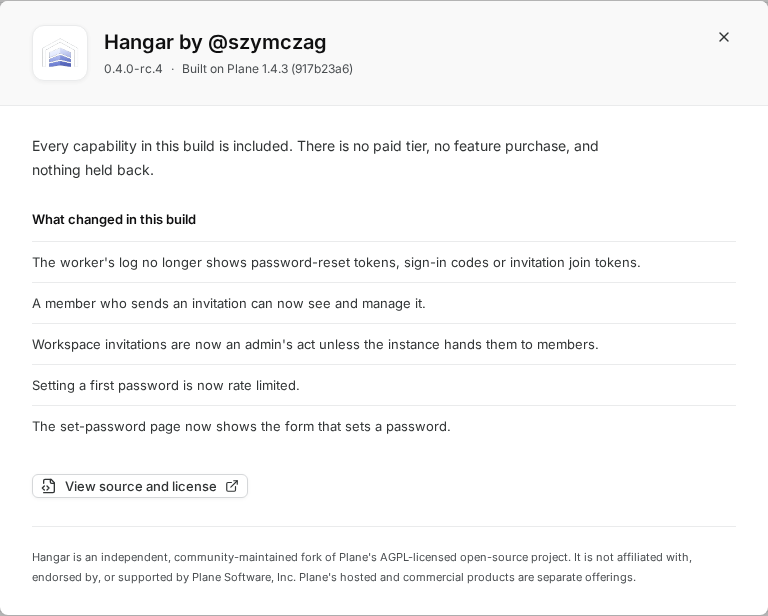 Hangar by @szymczag
0.4.0-rc.4 · Built on Plane 1.4.3 (917b23a6)
Every capability in this build is included. There is no paid tier, no feature purchase, and
nothing held back.
What changed in this build
The worker's log no longer shows password-reset tokens, sign-in codes or invitation join tokens.
A member who sends an invitation can now see and manage it.
Workspace invitations are now an admin's act unless the instance hands them to members.
Setting a first password is now rate limited.
The set-password page now shows the form that sets a password.
View source and license
Hangar is an independent, community-maintained fork of Plane's AGPL-licensed open-source project. It is not affiliated with,
endorsed by, or supported by Plane Software, Inc. Plane's hosted and commercial products are separate offerings.